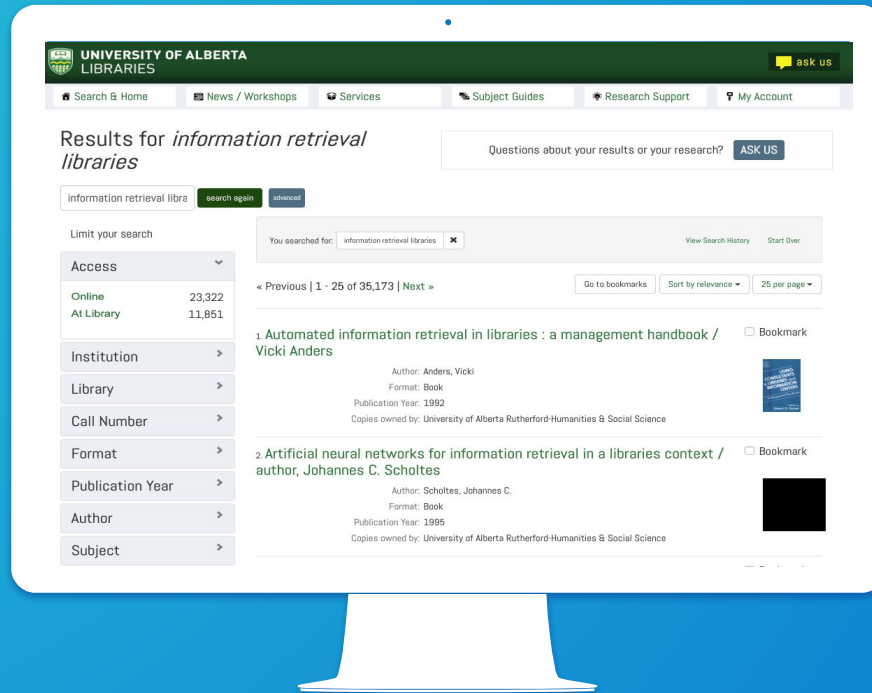 UNIVERSITY OF ALBERTA
LIBRARIES
ask us
Search & Home
News / Workshops
Services
Subject Guides
Research Support
My Account
Results for information retrieval
libraries
Questions about your results or your research?
ASK US
information retrieval libra
search again
advanced
Limit your search
Access
Online 23,322
At Library 11,851
Institution
Library
Call Number
Format
Publication Year
Author
Subject
You searched for: information retrieval libraries
View Search History
Start Over
« Previous | 1 - 25 of 35,173 | Next »
Go to bookmarks
Sort by relevance
25 per page
1. Automated information retrieval in libraries : a management handbook /
Vicki Anders
Bookmark
Author: Anders, Vicki
Format: Book
Publication Year: 1992
Copies owned by: University of Alberta Rutherford-Humanities & Social Science
2. Artificial neural networks for information retrieval in a libraries context /
author, Johannes C. Scholtes
Bookmark
Author: Scholtes, Johannes C.
Format: Book
Publication Year: 1995
Copies owned by: University of Alberta Rutherford-Humanities & Social Science